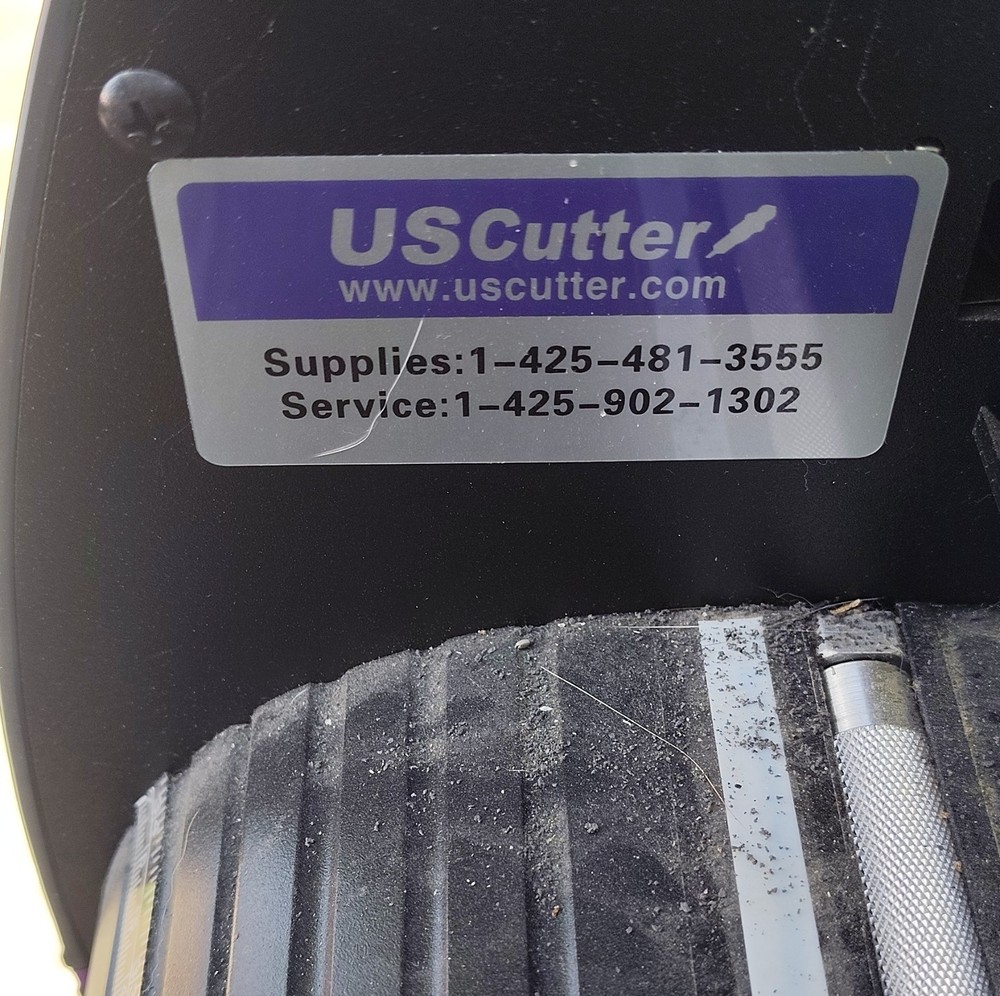 USCutter
www.uscutter.com
Supplies:1-425-481-3555
Service:1-425-902-1302